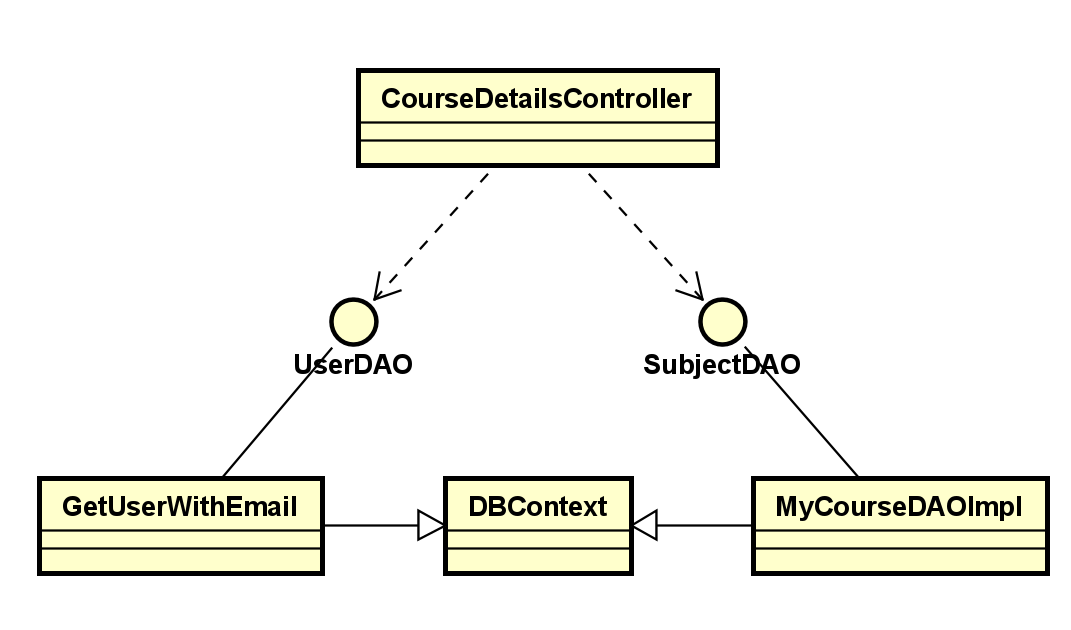 CourseDetailsController
UserDAO
SubjectDAO
GetUserWithEmail
DBContext
MyCourseDAOImpl